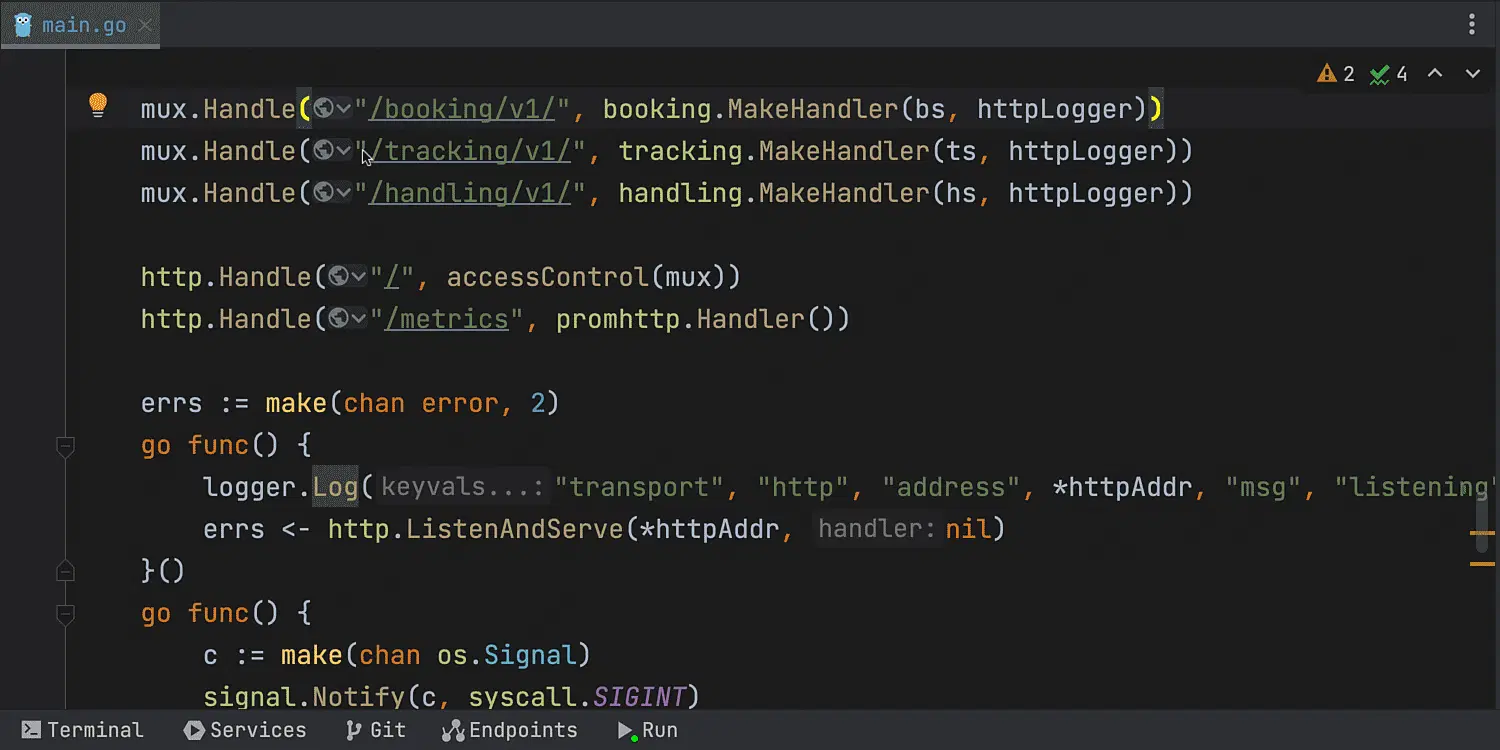 main.go
2 4
mux.Handle("/booking/v1/", booking.MakeHandler(bs, httpLogger))
mux.Handle("/tracking/v1/", tracking.MakeHandler(ts, httpLogger))
mux.Handle("/handling/v1/", handling.MakeHandler(hs, httpLogger))
http.Handle("/", accessControl(mux))
http.Handle("/metrics", promhttp.Handler())
errs := make(chan error, 2)
go func() {
logger.Log( keyvals...: "transport", "http", "address", *httpAddr, "msg", "listening"
errs <- http.ListenAndServe(*httpAddr, handler: nil)
}()
go func() {
c := make(chan os.Signal)
signal.Notify(c, syscall.SIGINT)
Terminal Services Git Endpoints Run